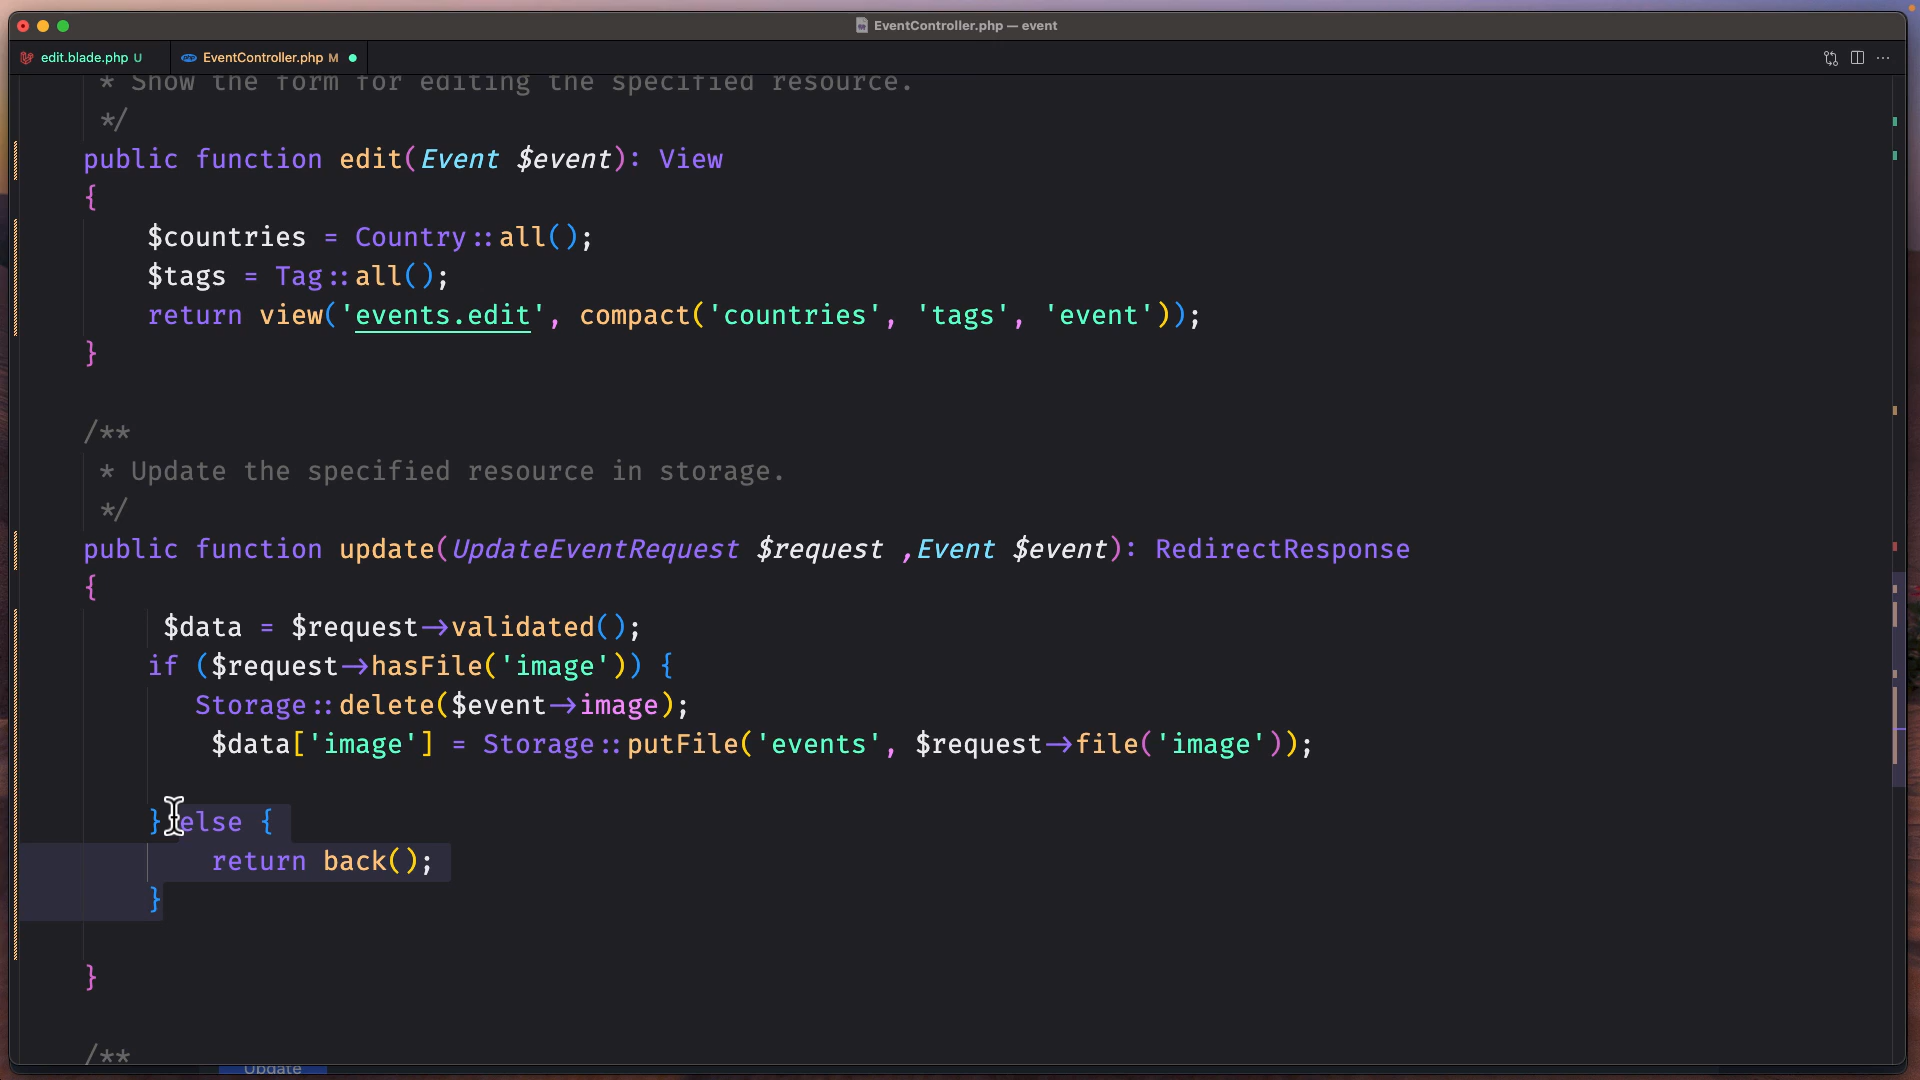 EventController.php — event
edit.blade.php U
EventController.php M
* Show the form for editing the specified resource.
*/
public function edit(Event $event): View
{
$countries = Country::all();
$tags = Tag::all();
return view('events.edit', compact('countries', 'tags', 'event'));
}
/**
* Update the specified resource in storage.
*/
public function update(UpdateEventRequest $request ,Event $event): RedirectResponse
{
$data = $request->validated();
if ($request->hasFile('image')) {
Storage::delete($event->image);
$data['image'] = Storage::putFile('events', $request->file('image'));
} else {
return back();
}
}
/**
Update